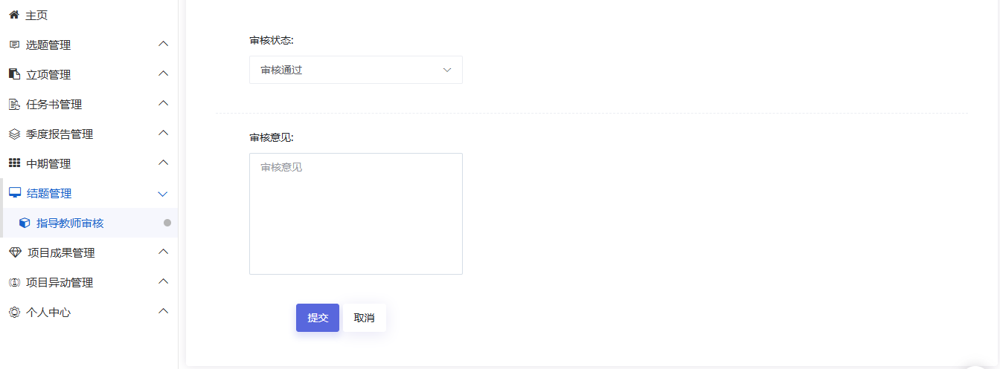 主页
选题管理
立项管理
任务书管理
季度报告管理
中期管理
结题管理
指导教师审核
项目成果管理
项目异动管理
个人中心
审核状态:
审核通过
审核意见:
审核意见
提交 取消